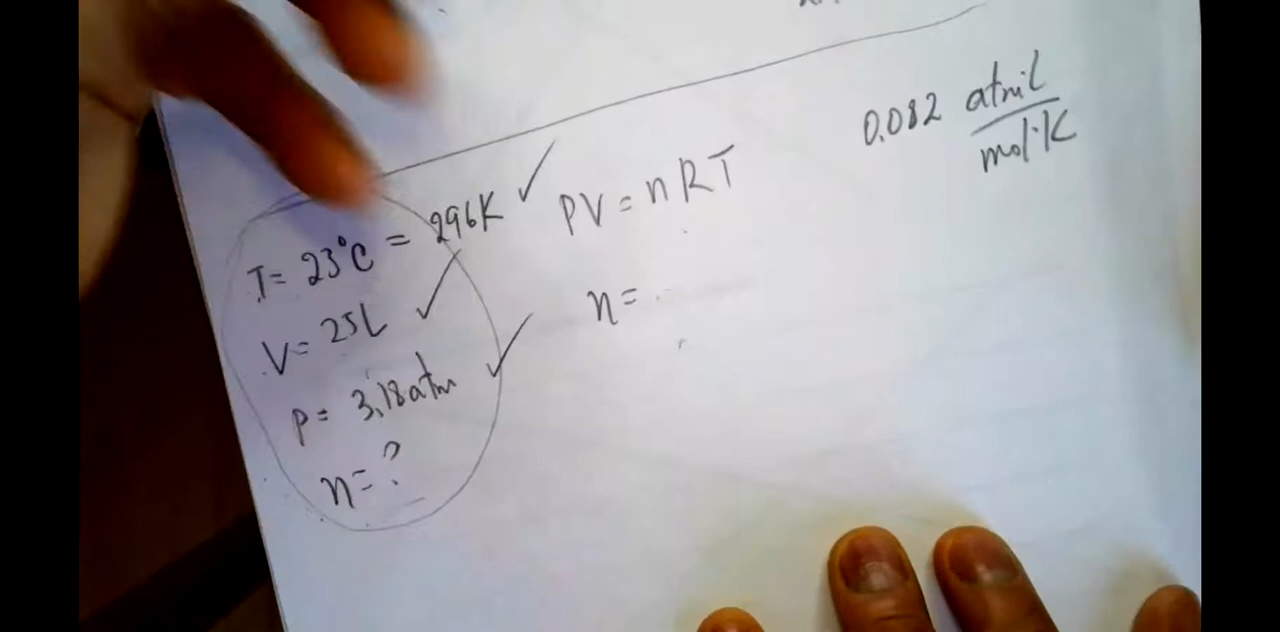 0.082 atm·L
mol·K
T= 23°C = 296K ✓
PV = nRT
V= 25L ✓
n=
P= 3,18atm ✓
n=?